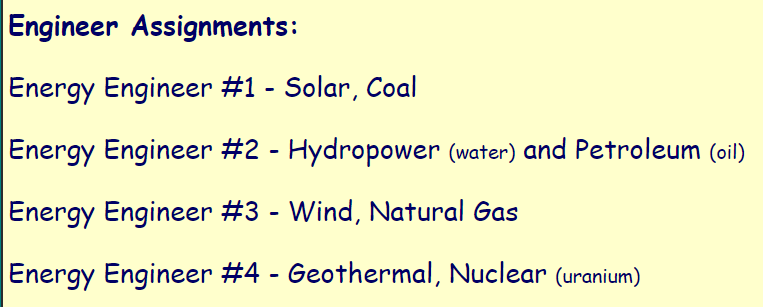 Engineer Assignments:
Energy Engineer #1 - Solar, Coal
Energy Engineer #2 - Hydropower (water) and Petroleum (oil)
Energy Engineer #3 - Wind, Natural Gas
Energy Engineer #4 - Geothermal, Nuclear (uranium)